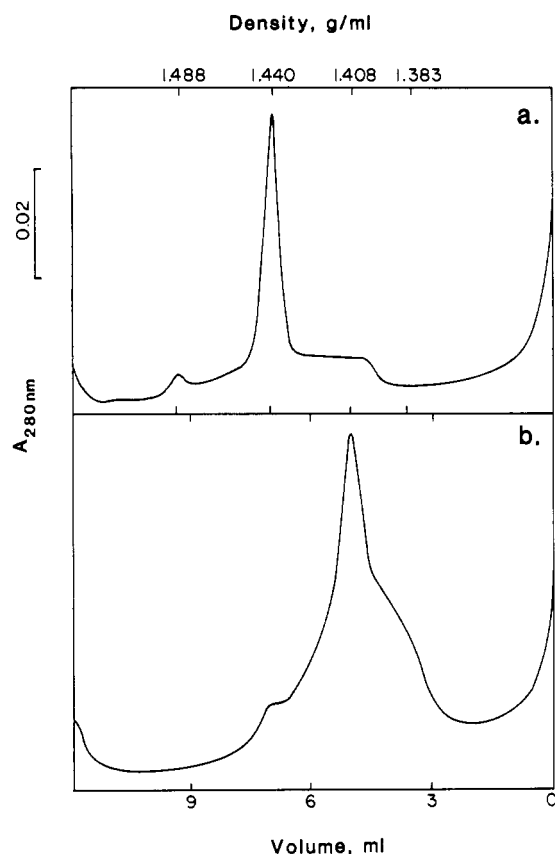 Density, g/ml
1.488 1.440 1.408 1.383
a.
0.02
A280nm
b.
9 6 3 0
Volume, ml